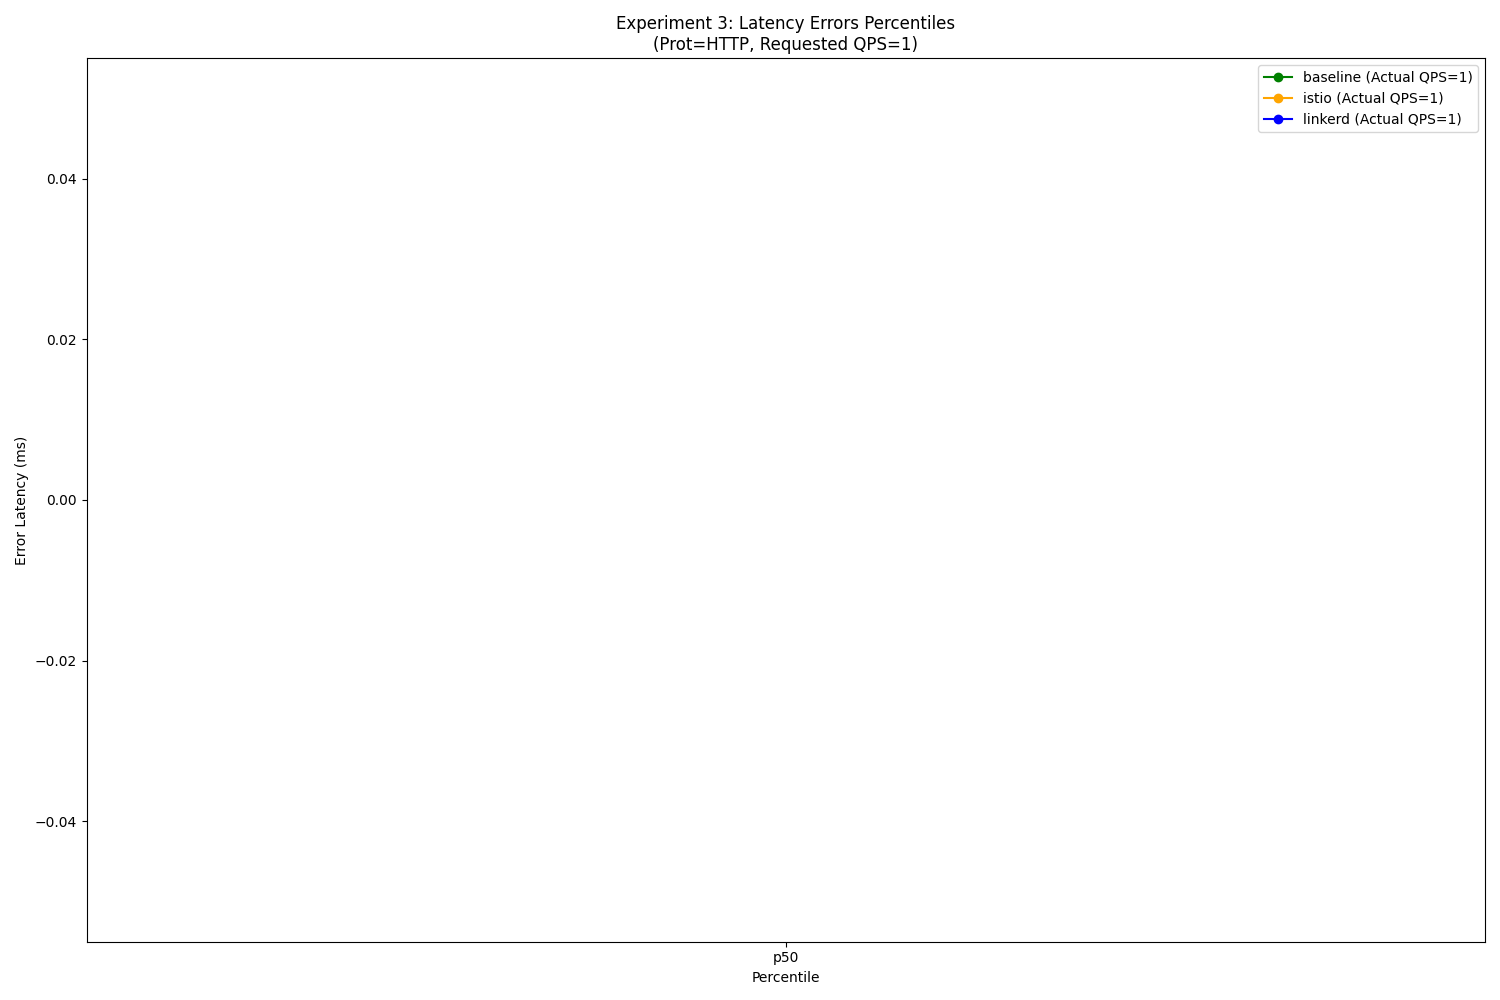 Experiment 3: Latency Errors Percentiles
(Prot=HTTP, Requested QPS=1)
baseline (Actual QPS=1)
istio (Actual QPS=1)
linkerd (Actual QPS=1)
Error Latency (ms)
0.04
0.02
0.00
−0.02
−0.04
p50
Percentile